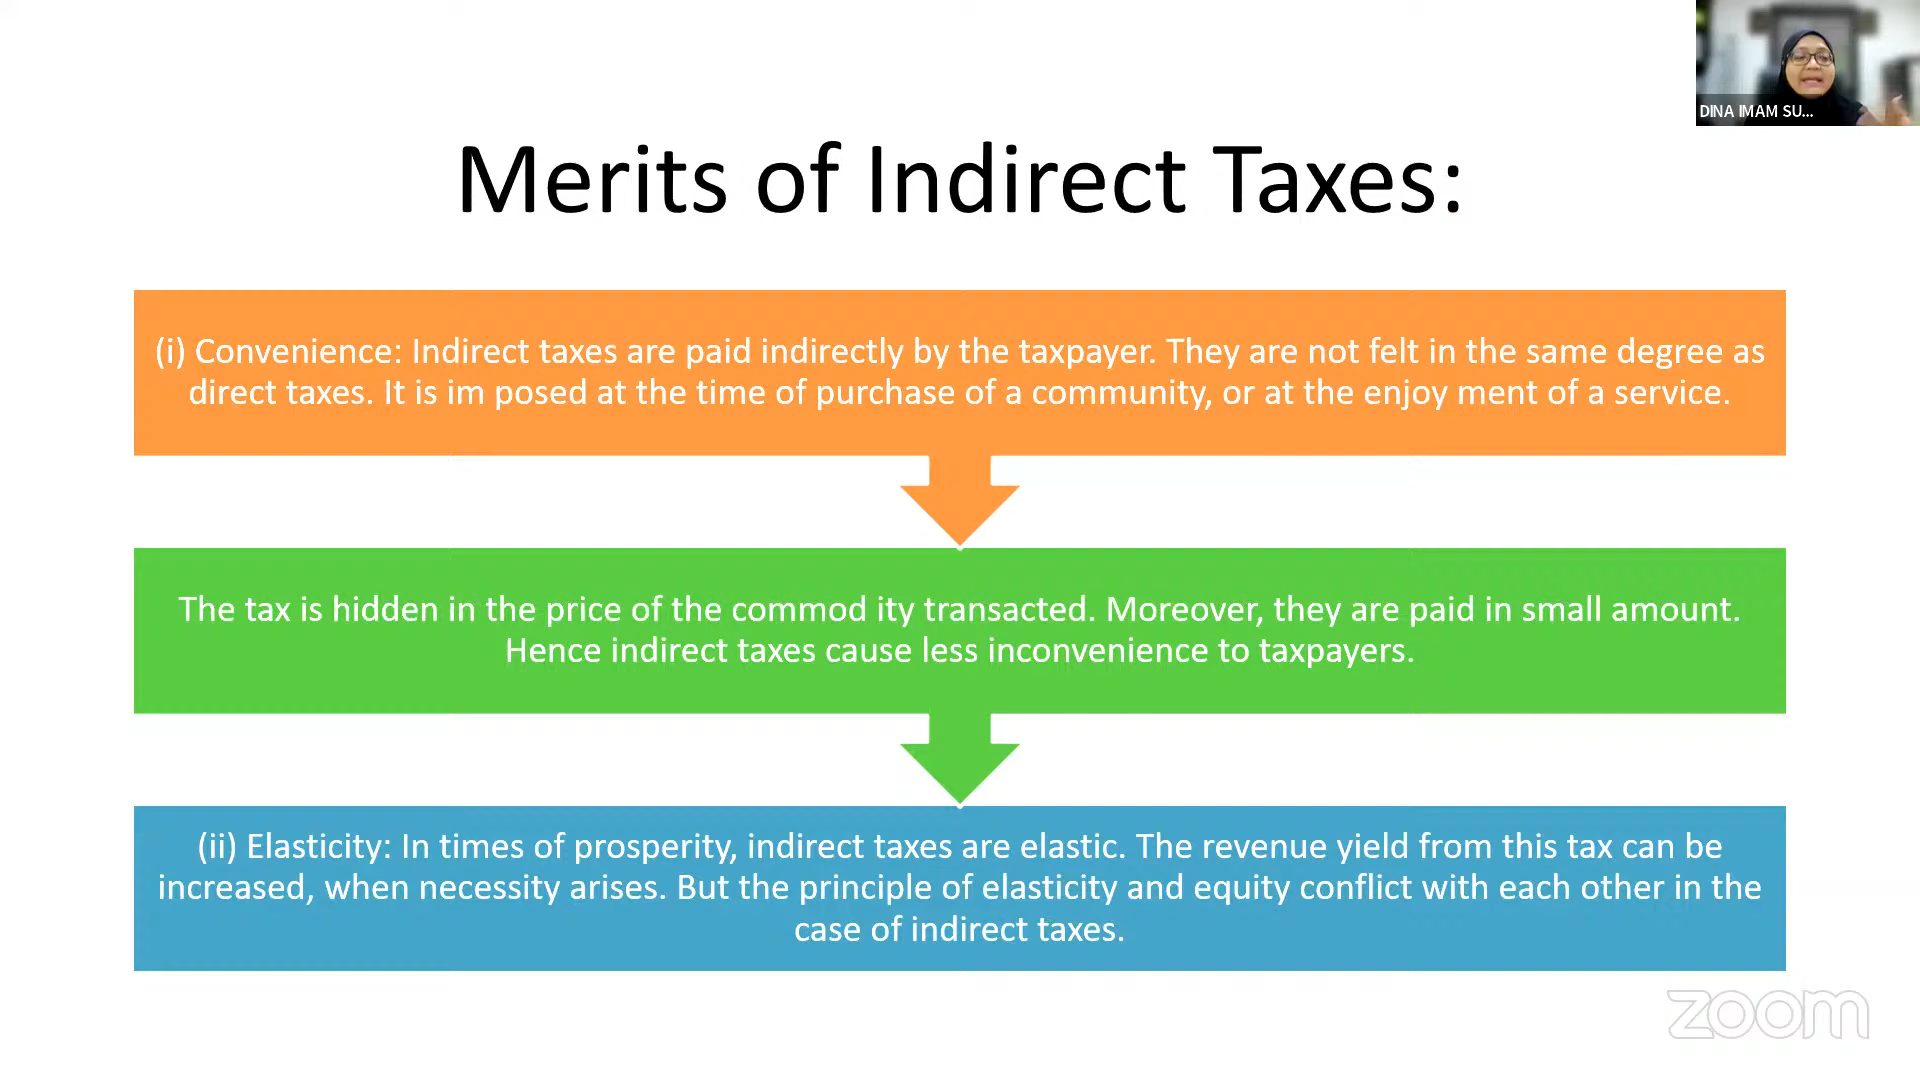 DINA IMAM SU...
Merits of Indirect Taxes:
(i) Convenience: Indirect taxes are paid indirectly by the taxpayer. They are not felt in the same degree as
direct taxes. It is im posed at the time of purchase of a community, or at the enjoy ment of a service.
The tax is hidden in the price of the commod ity transacted. Moreover, they are paid in small amount.
Hence indirect taxes cause less inconvenience to taxpayers.
(ii) Elasticity: In times of prosperity, indirect taxes are elastic. The revenue yield from this tax can be
increased, when necessity arises. But the principle of elasticity and equity conflict with each other in the
case of indirect taxes.
zoom